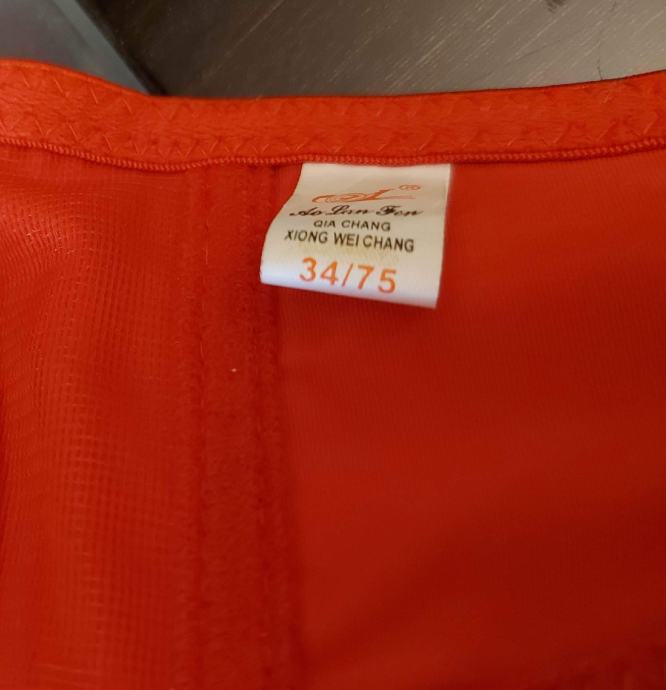 ®
Ao Lan Fen
QIA CHANG
XIONG WEI CHANG
34/75